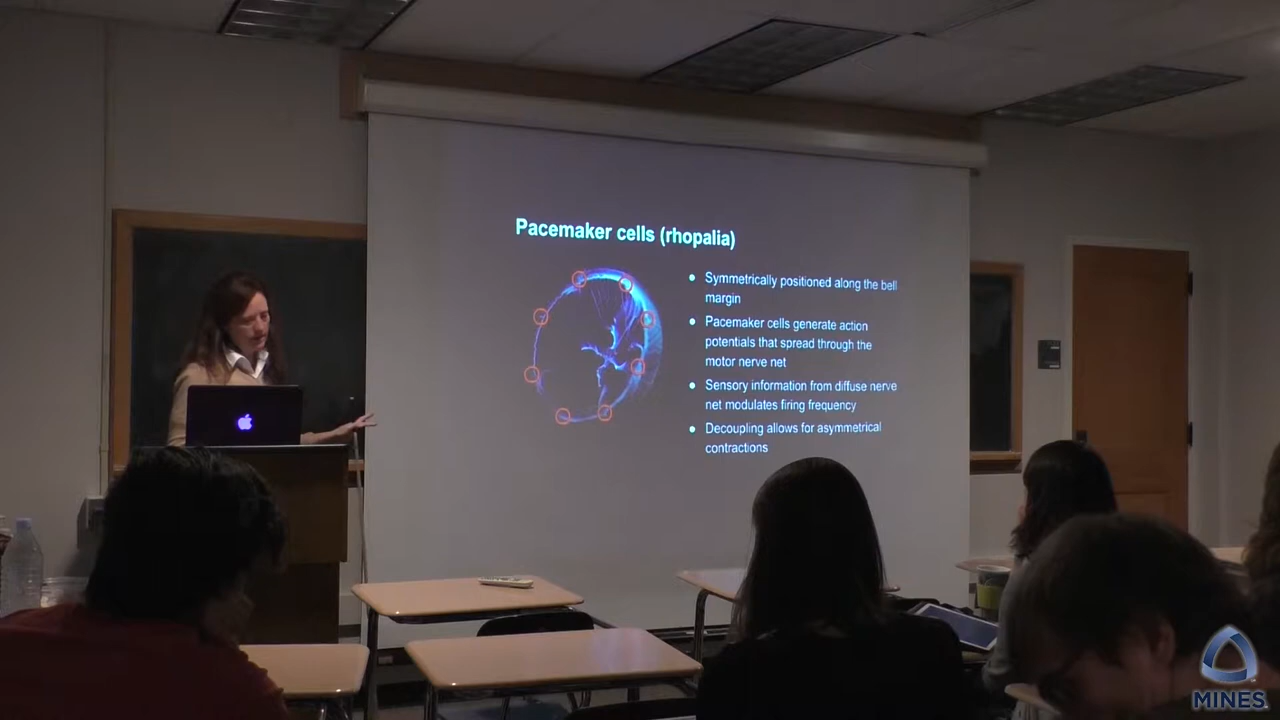 Pacemaker cells (rhopalia)
● Symmetrically positioned along the bell
margin
● Pacemaker cells generate action
potentials that spread through the
motor nerve net
● Sensory information from diffuse nerve
net modulates firing frequency
● Decoupling allows for asymmetrical
contractions
MINES